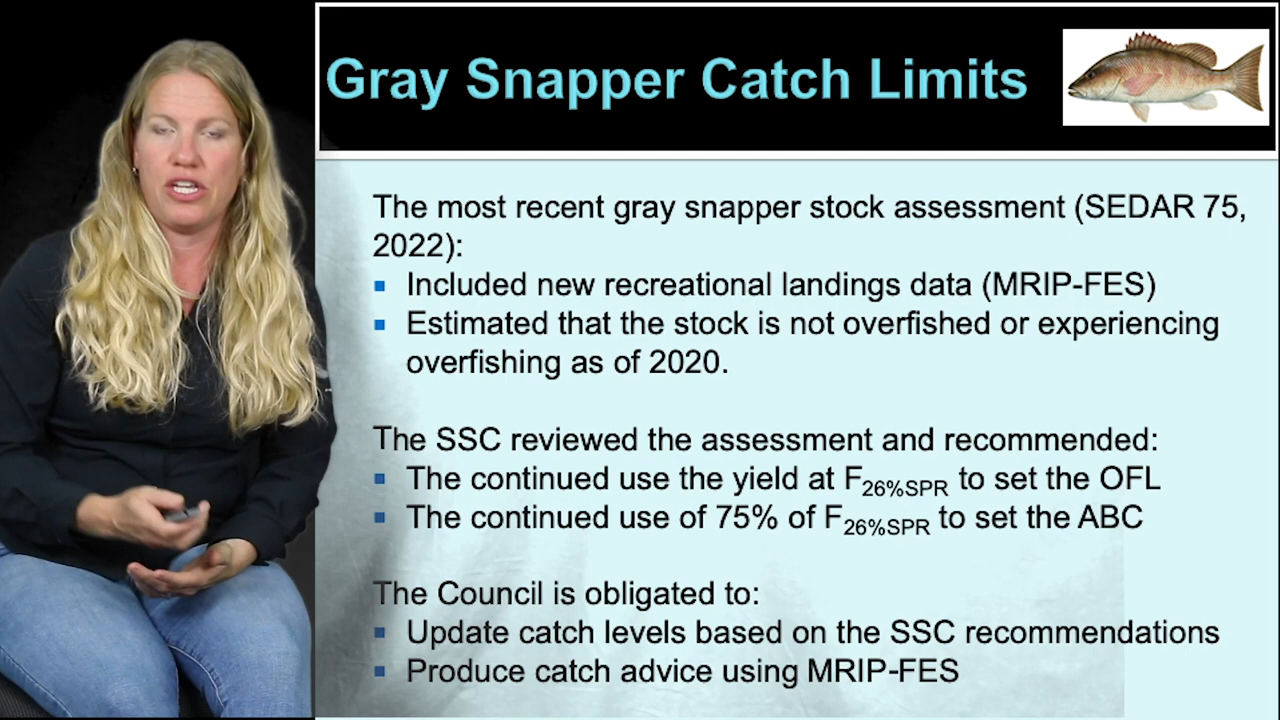 Gray Snapper Catch Limits
The most recent gray snapper stock assessment (SEDAR 75,
2022):
Included new recreational landings data (MRIP-FES)
Estimated that the stock is not overfished or experiencing
overfishing as of 2020.
The SSC reviewed the assessment and recommended:
The continued use the yield at F26%SPR to set the OFL
The continued use of 75% of F26%SPR to set the ABC
The Council is obligated to:
Update catch levels based on the SSC recommendations
Produce catch advice using MRIP-FES